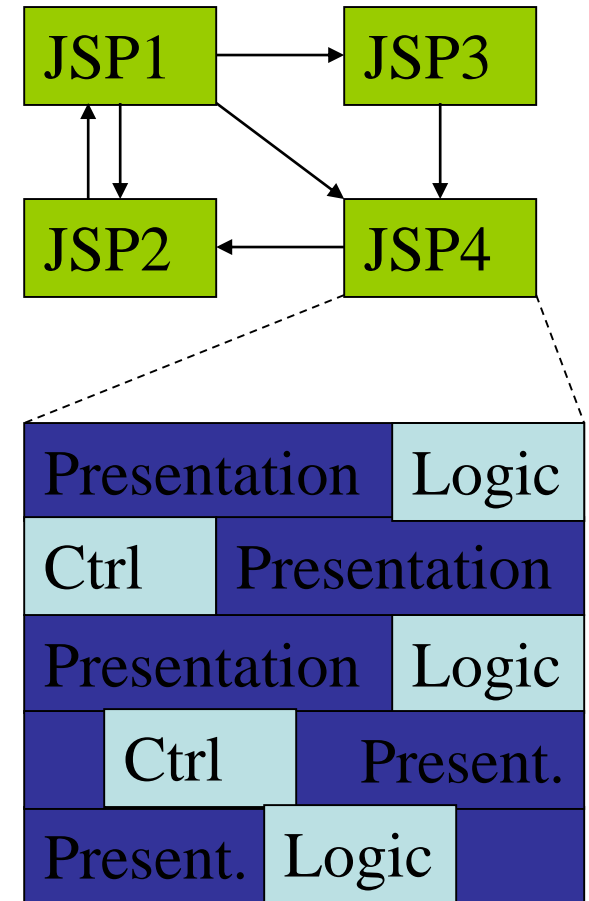 JSP1 JSP3
JSP2 JSP4
Presentation Logic
Ctrl Presentation
Presentation Logic
Ctrl Present.
Present. Logic